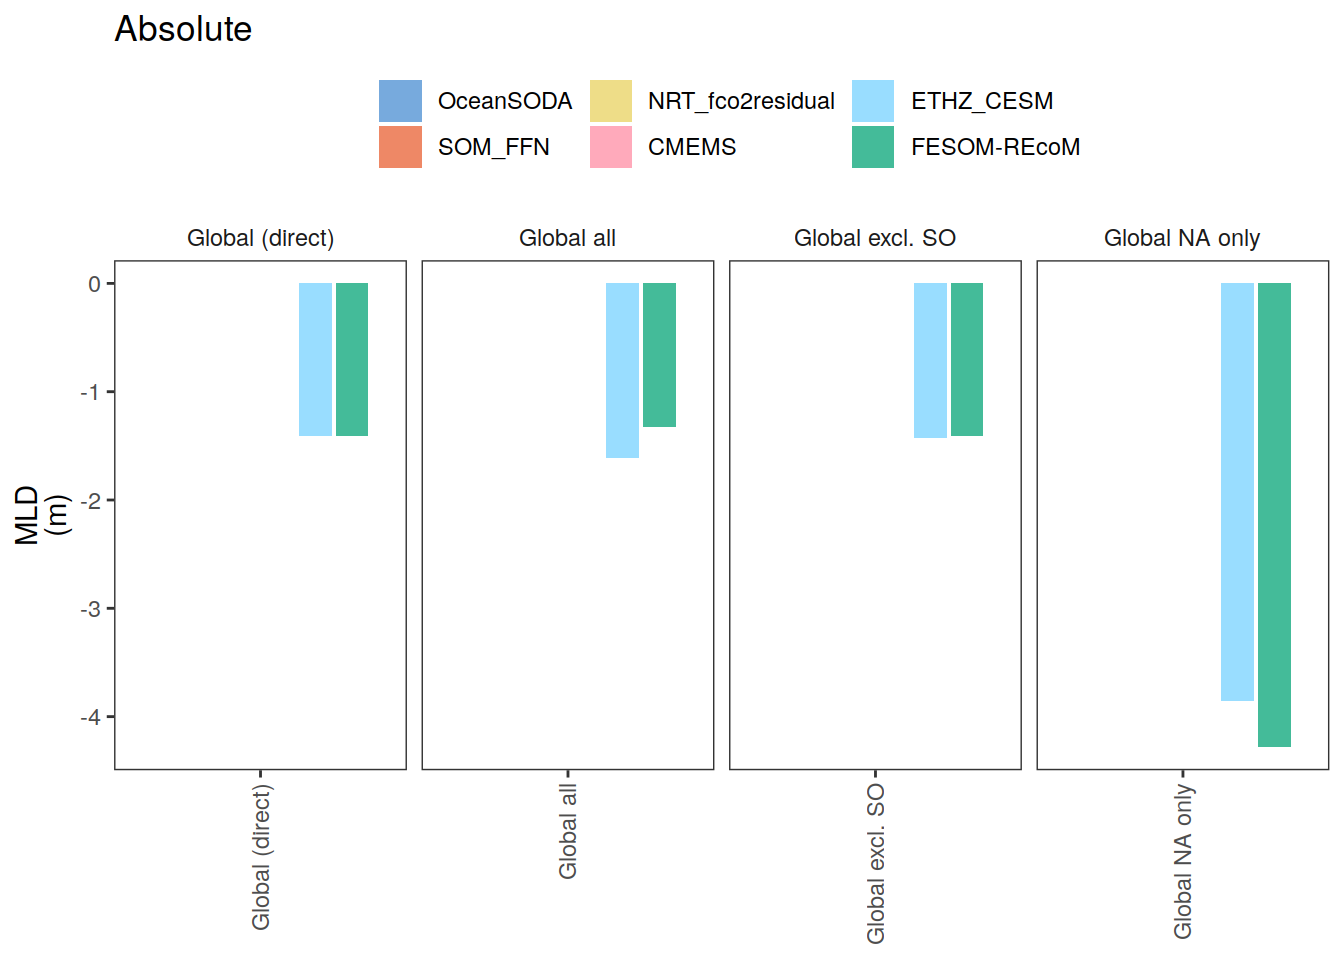 Absolute
OceanSODA NRT_fco2residual ETHZ_CESM
SOM_FFN CMEMS FESOM-REcoM
Global (direct) Global all Global excl. SO Global NA only
0
-1
-2
-3
-4
MLD
(m)
Global (direct) Global all Global excl. SO Global NA only